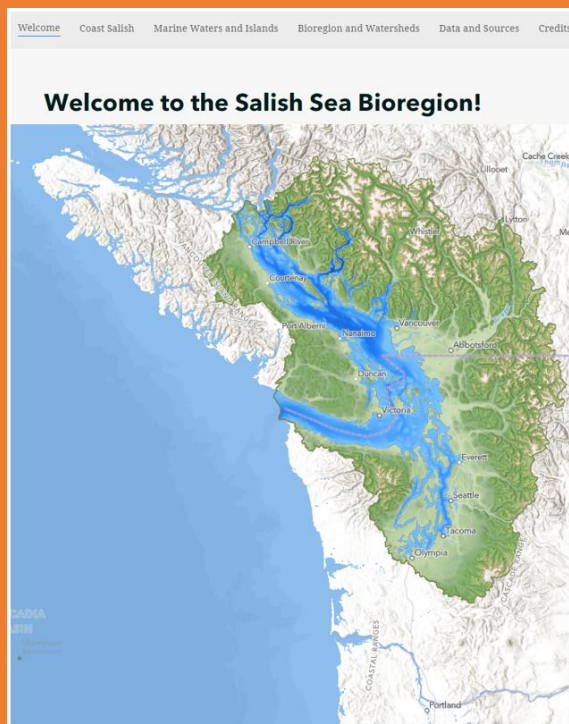 Welcome Coast Salish Marine Waters and Islands Bioregion and Watersheds Data and Sources Credits
Welcome to the Salish Sea Bioregion!
Cache Creek
Lillooet
Lytton
Whistler
Campbell River
Courtenay
Port Alberni
Nanaimo
Vancouver
Abbotsford
Duncan
Victoria
Everett
Seattle
Tacoma
Olympia
CASCADE RANGES
COASTAL RANGES
Portland